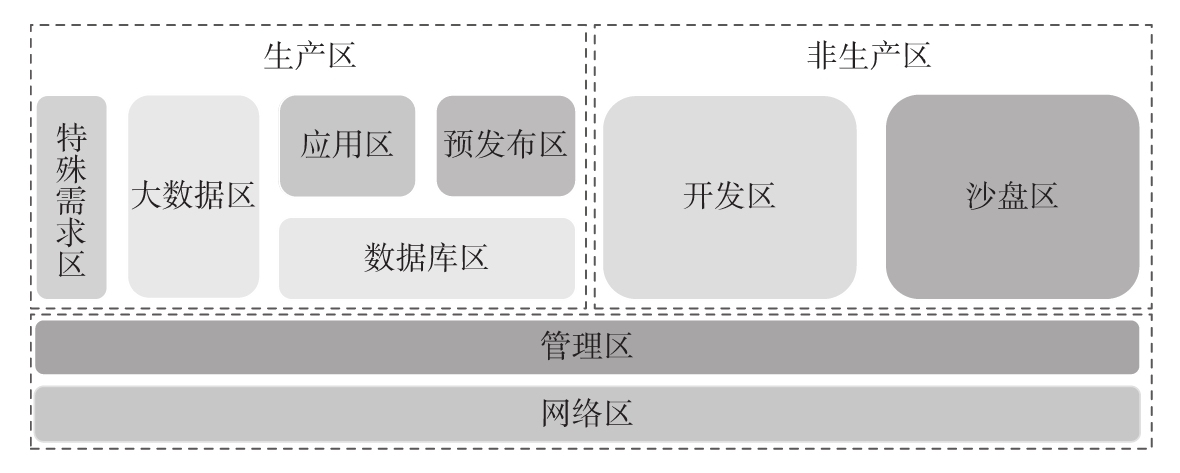 生产区
非生产区
特殊需求区
大数据区
应用区
预发布区
数据库区
开发区
沙盘区
管理区
网络区